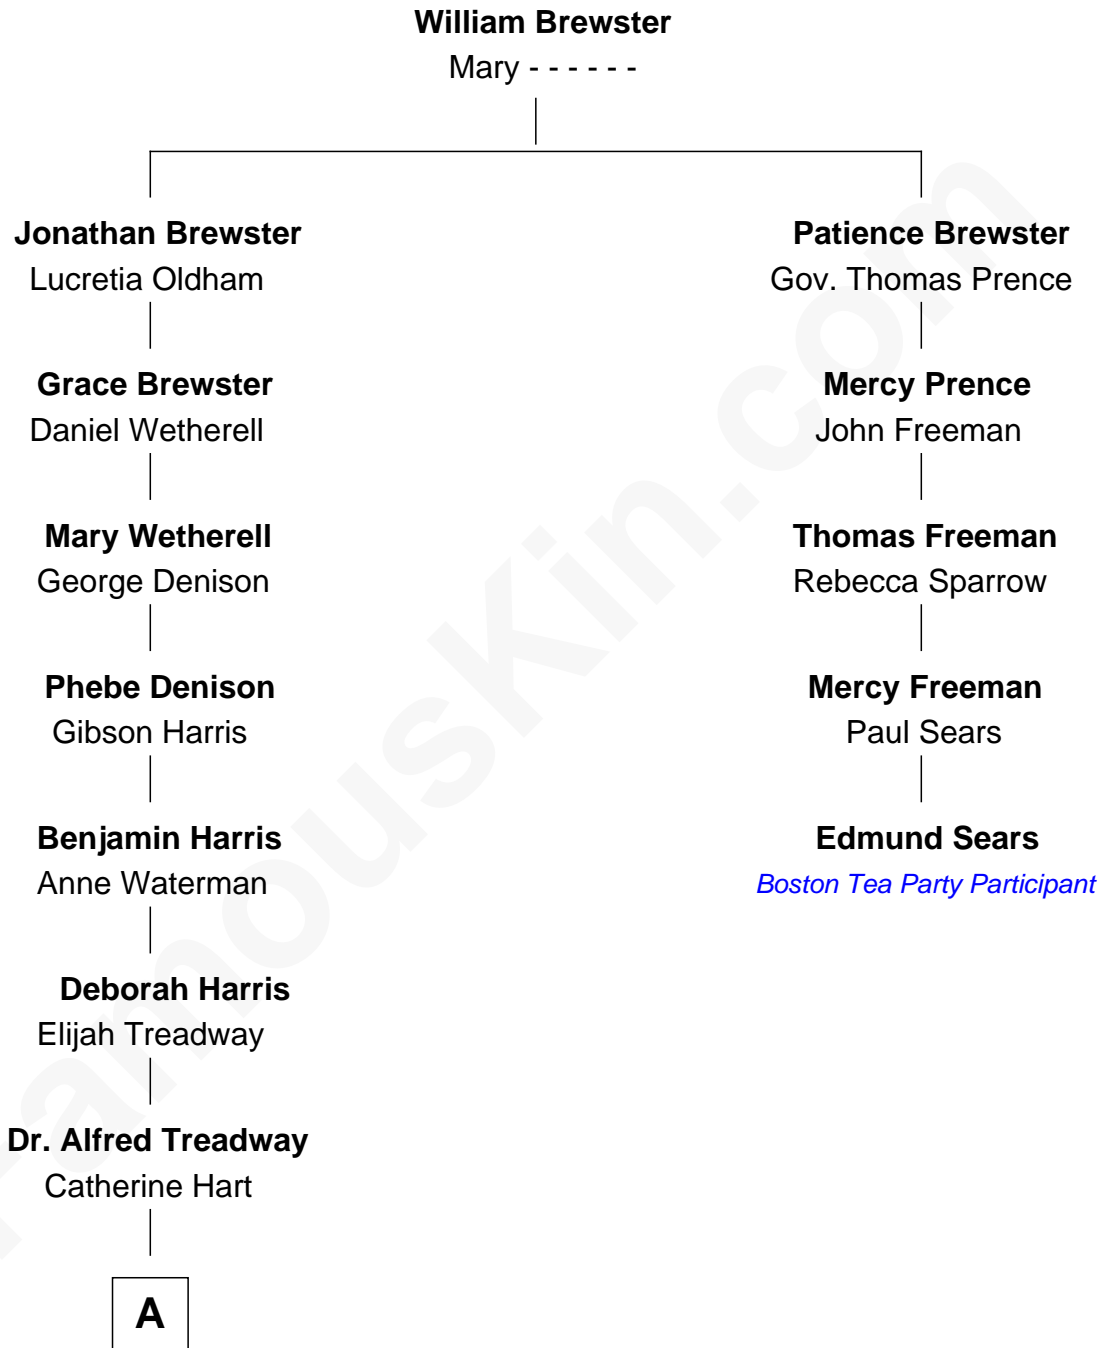 William Brewster
Mary - - - - - -
Jonathan Brewster
Lucretia Oldham
Patience Brewster
Gov. Thomas Prence
Grace Brewster
Daniel Wetherell
Mercy Prence
John Freeman
Mary Wetherell
George Denison
Thomas Freeman
Rebecca Sparrow
Phebe Denison
Gibson Harris
Mercy Freeman
Paul Sears
Benjamin Harris
Anne Waterman
Edmund Sears
Boston Tea Party Participant
Deborah Harris
Elijah Treadway
Dr. Alfred Treadway
Catherine Hart
A
FamousKin.com